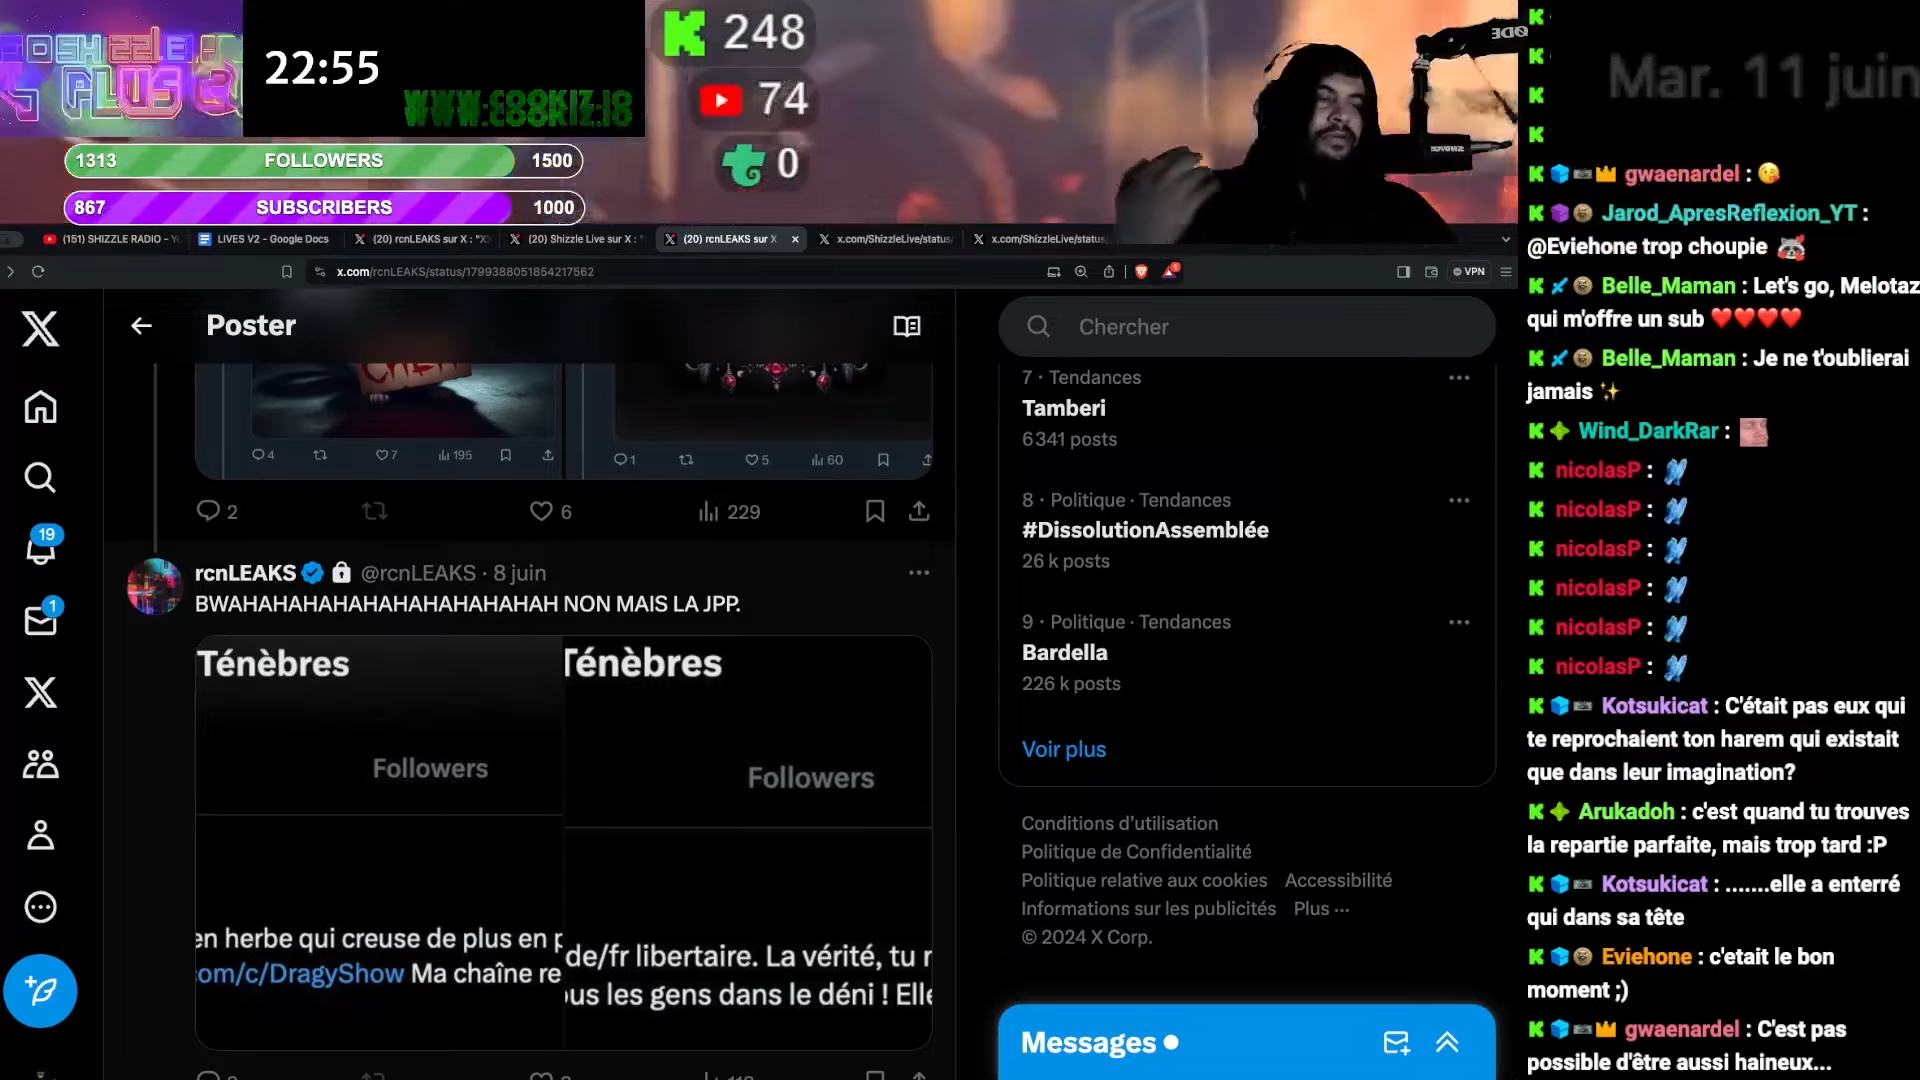 22:55
WWW.COOKIZ.IO
PLUS
1313 FOLLOWERS 1500
867 SUBSCRIBERS 1000
248
74
0
(151) SHIZZLE RADIO - Y
LIVES V2 - Google Docs
(20) rcnLEAKS sur X : "X
(20) Shizzle Live sur X : "
(20) rcnLEAKS sur X
x.com/ShizzleLive/status
x.com/ShizzleLive/status
x.com/rcnLEAKS/status/1799388051854217562
VPN
Poster
4 7 195
1 5 60
2 6 229
rcnLEAKS @rcnLEAKS · 8 juin
BWAHAHAHAHAHAHAHAHAHAH NON MAIS LA JPP.
Ténèbres
Followers
en herbe qui creuse de plus en p
com/c/DragyShow Ma chaîne re
Ténèbres
Followers
de/fr libertaire. La vérité, tu r
ous les gens dans le déni ! Elle
19
1
Chercher
7 · Tendances
Tamberi
6 341 posts
8 · Politique · Tendances
#DissolutionAssemblée
26 k posts
9 · Politique · Tendances
Bardella
226 k posts
Voir plus
Conditions d’utilisation
Politique de Confidentialité
Politique relative aux cookies Accessibilité
Informations sur les publicités Plus ···
© 2024 X Corp.
Messages
Mar. 11 juin
gwaenardel :
Jarod_ApresReflexion_YT :
@Eviehone trop choupie
Belle_Maman : Let's go, Melotaz
qui m'offre un sub
Belle_Maman : Je ne t'oublierai
jamais
Wind_DarkRar :
nicolasP :
nicolasP :
nicolasP :
nicolasP :
nicolasP :
nicolasP :
Kotsukicat : C'était pas eux qui
te reprochaient ton harem qui existait
que dans leur imagination?
Arukadoh : c'est quand tu trouves
la repartie parfaite, mais trop tard :P
Kotsukicat : .......elle a enterré
qui dans sa tête
Eviehone : c'etait le bon
moment ;)
gwaenardel : C'est pas
possible d'être aussi haineux...